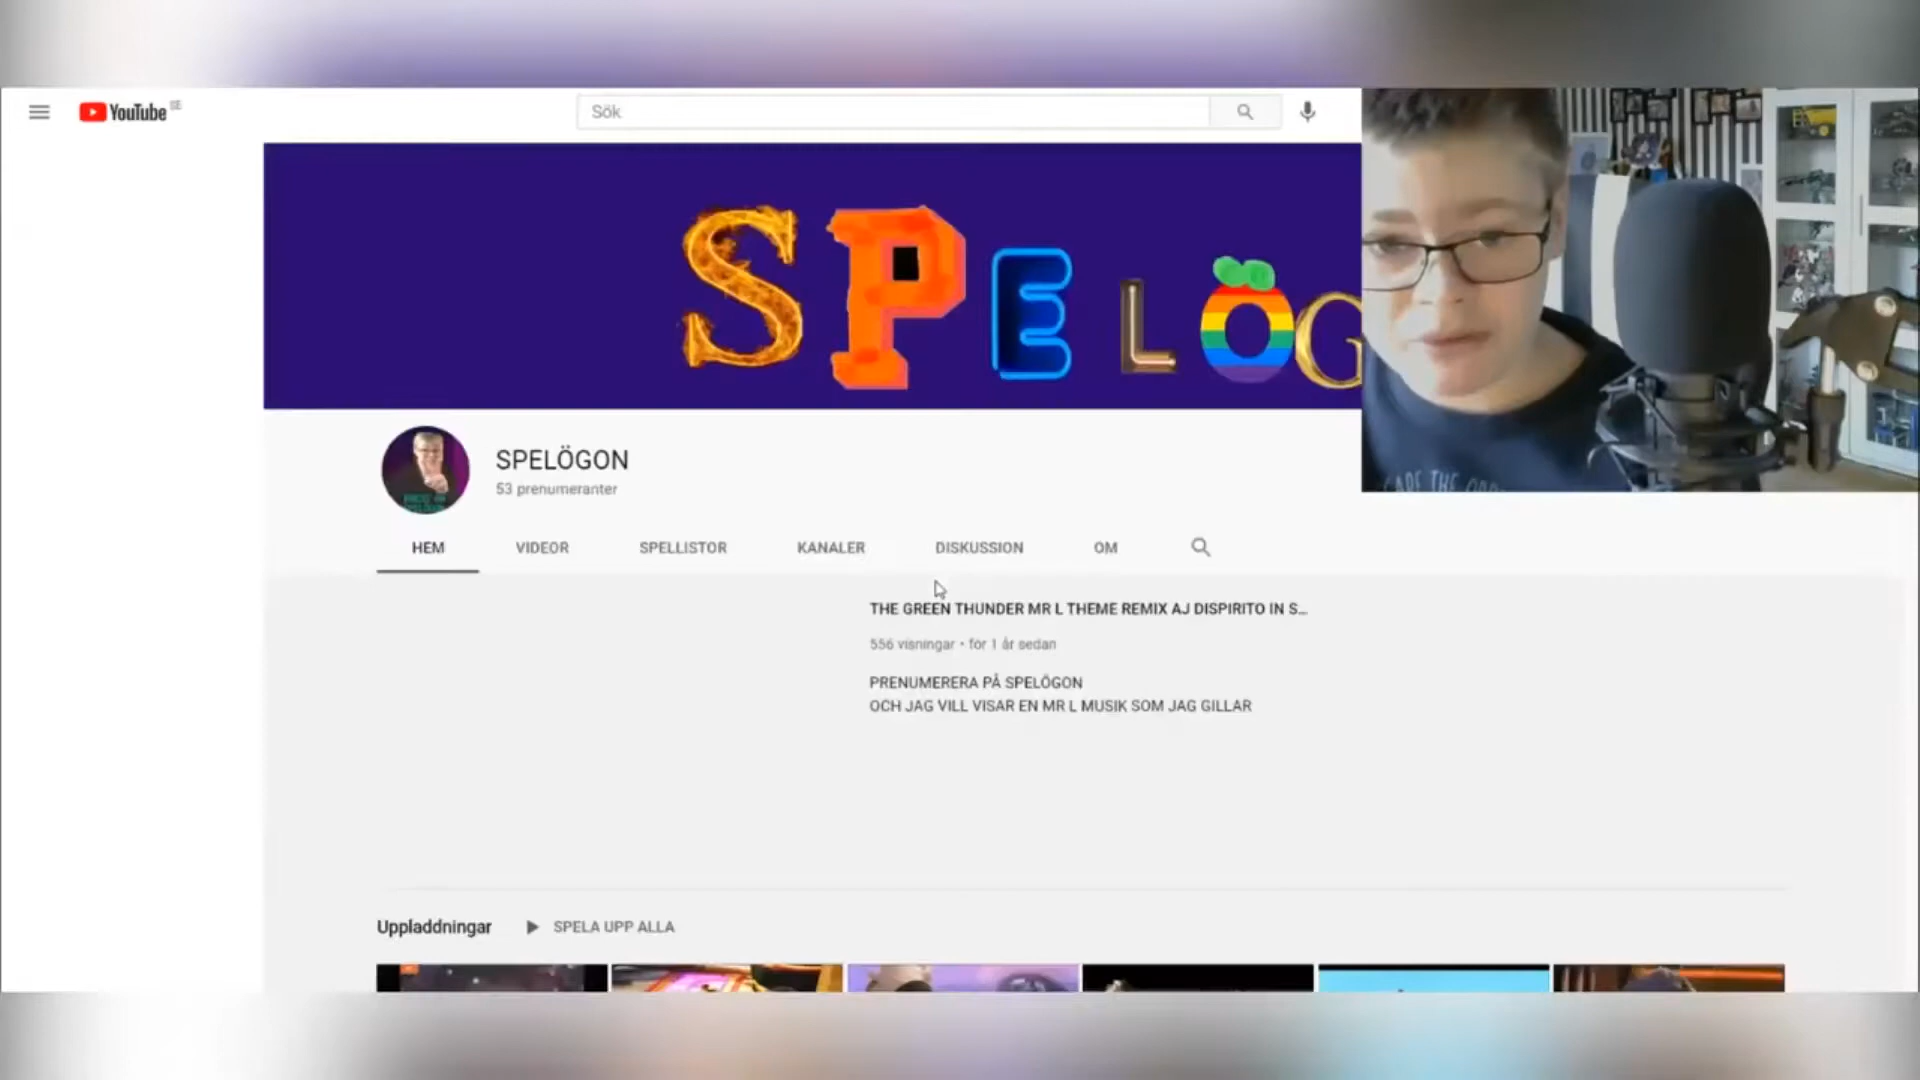 YouTube SE
Sök
SPELÖG
SPELÖGON
53 prenumeranter
HEM VIDEOR SPELLISTOR KANALER DISKUSSION OM
THE GREEN THUNDER MR L THEME REMIX AJ DISPIRITO IN S...
556 visningar • för 1 år sedan
PRENUMERERA PÅ SPELÖGON
OCH JAG VILL VISAR EN MR L MUSIK SOM JAG GILLAR
Uppladdningar SPELA UPP ALLA